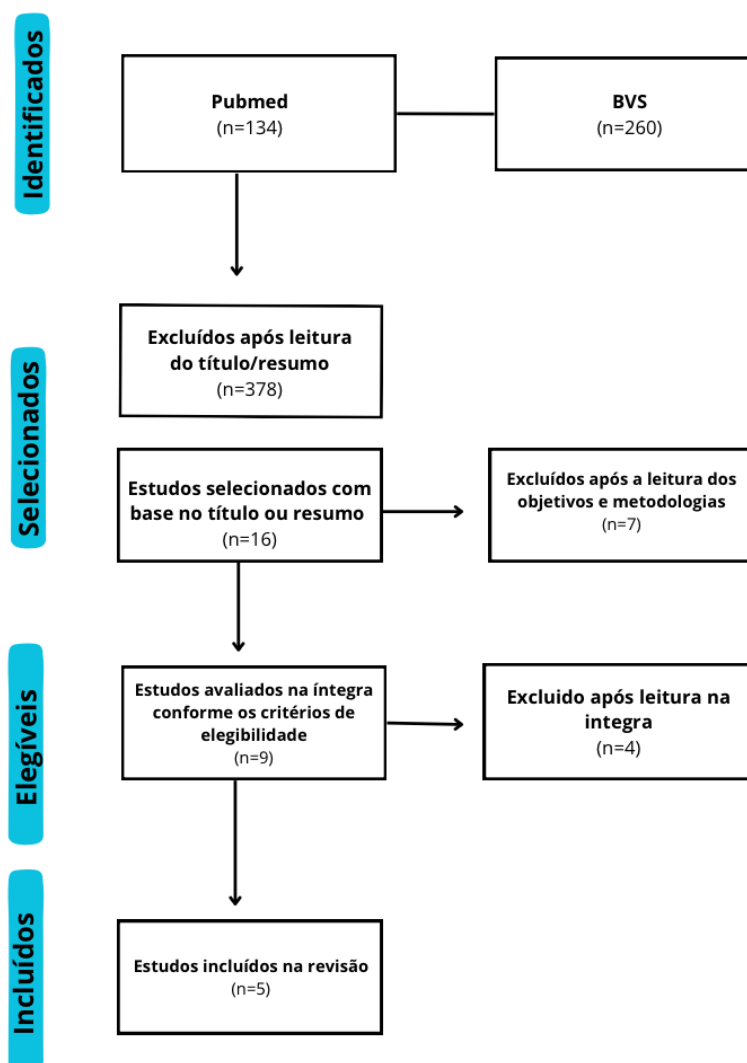 Identificados
Pubmed
(n=134)
BVS
(n=260)
Selecionados
Excluídos após leitura
do título/resumo
(n=378)
Estudos selecionados com
base no título ou resumo
(n=16)
Excluídos após a leitura dos
objetivos e metodologias
(n=7)
Elegíveis
Estudos avaliados na íntegra
conforme os critérios de
elegibilidade
(n=9)
Excluido após leitura na
integra
(n=4)
Incluídos
Estudos incluídos na revisão
(n=5)